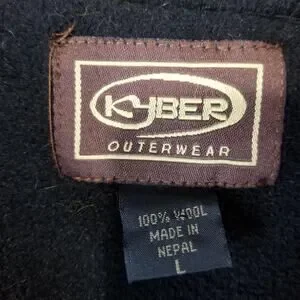 KYBER
OUTERWEAR
100% WOOL
MADE IN
NEPAL
L